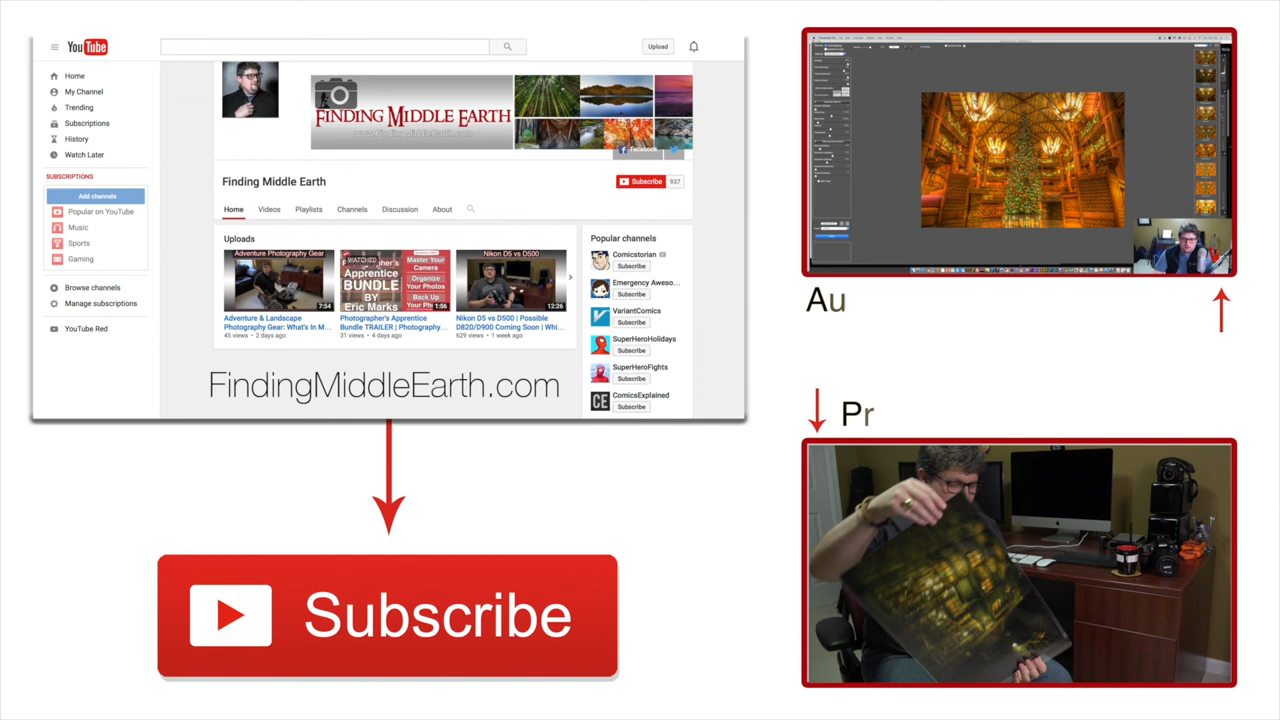 YouTube
Upload
Home
My Channel
Trending
Subscriptions
History
Watch Later
SUBSCRIPTIONS
Add channels
Popular on YouTube
Music
Sports
Gaming
Browse channels
Manage subscriptions
YouTube Red
FINDING MIDDLE EARTH
www.FindingMiddleEarth.com
Facebook
Finding Middle Earth
Subscribe 937
Home Videos Playlists Channels Discussion About
Uploads
Adventure Photography Gear
7:54
Adventure & Landscape
Photography Gear: What's In M...
45 views • 2 days ago
WATCHED
Apprentice
BUNDLE
BY
Eric Marks
Master Your
Camera
Organize
Your Photos
Back Up
1:56
Photographer's Apprentice
Bundle TRAILER | Photography...
31 views • 4 days ago
Nikon D5 vs D500
12:26
Nikon D5 vs D500 | Possible
D820/D900 Coming Soon | Whi...
629 views • 1 week ago
Popular channels
Comicstorian
Subscribe
Emergency Aweso...
Subscribe
VariantComics
Subscribe
SuperHeroHolidays
Subscribe
SuperHeroFights
Subscribe
CE
ComicsExplained
Subscribe
FindingMiddleEarth.com
Subscribe
Au
Pr